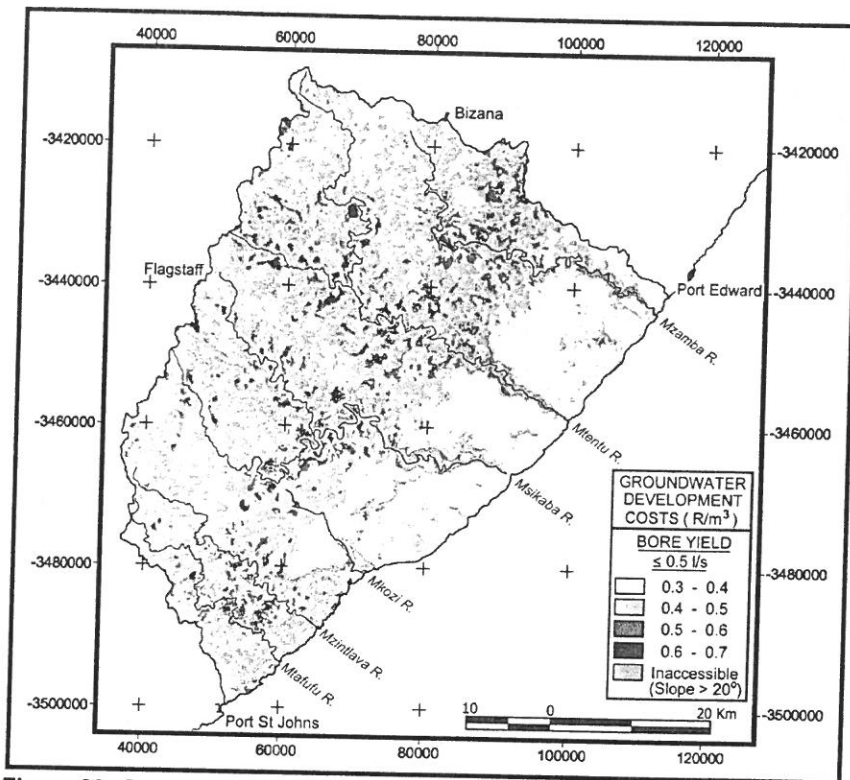 40000 60000 80000 100000 120000
Bizana
-3420000 -3420000
Flagstaff
-3440000 -3440000
Port Edward
Mzamba R.
-3460000 -3460000
Mtentu R.
Msikaba R.
GROUNDWATER
DEVELOPMENT
COSTS ( R/m³ )
BORE YIELD
≤ 0.5 l/s
0.3 - 0.4
0.4 - 0.5
0.5 - 0.6
0.6 - 0.7
Inaccessible
(Slope > 20°)
-3480000 -3480000
Mkozi R.
Mzintlava R.
Mtafufu R.
-3500000 -3500000
Port St Johns
10 0 20 Km
40000 60000 80000 100000 120000